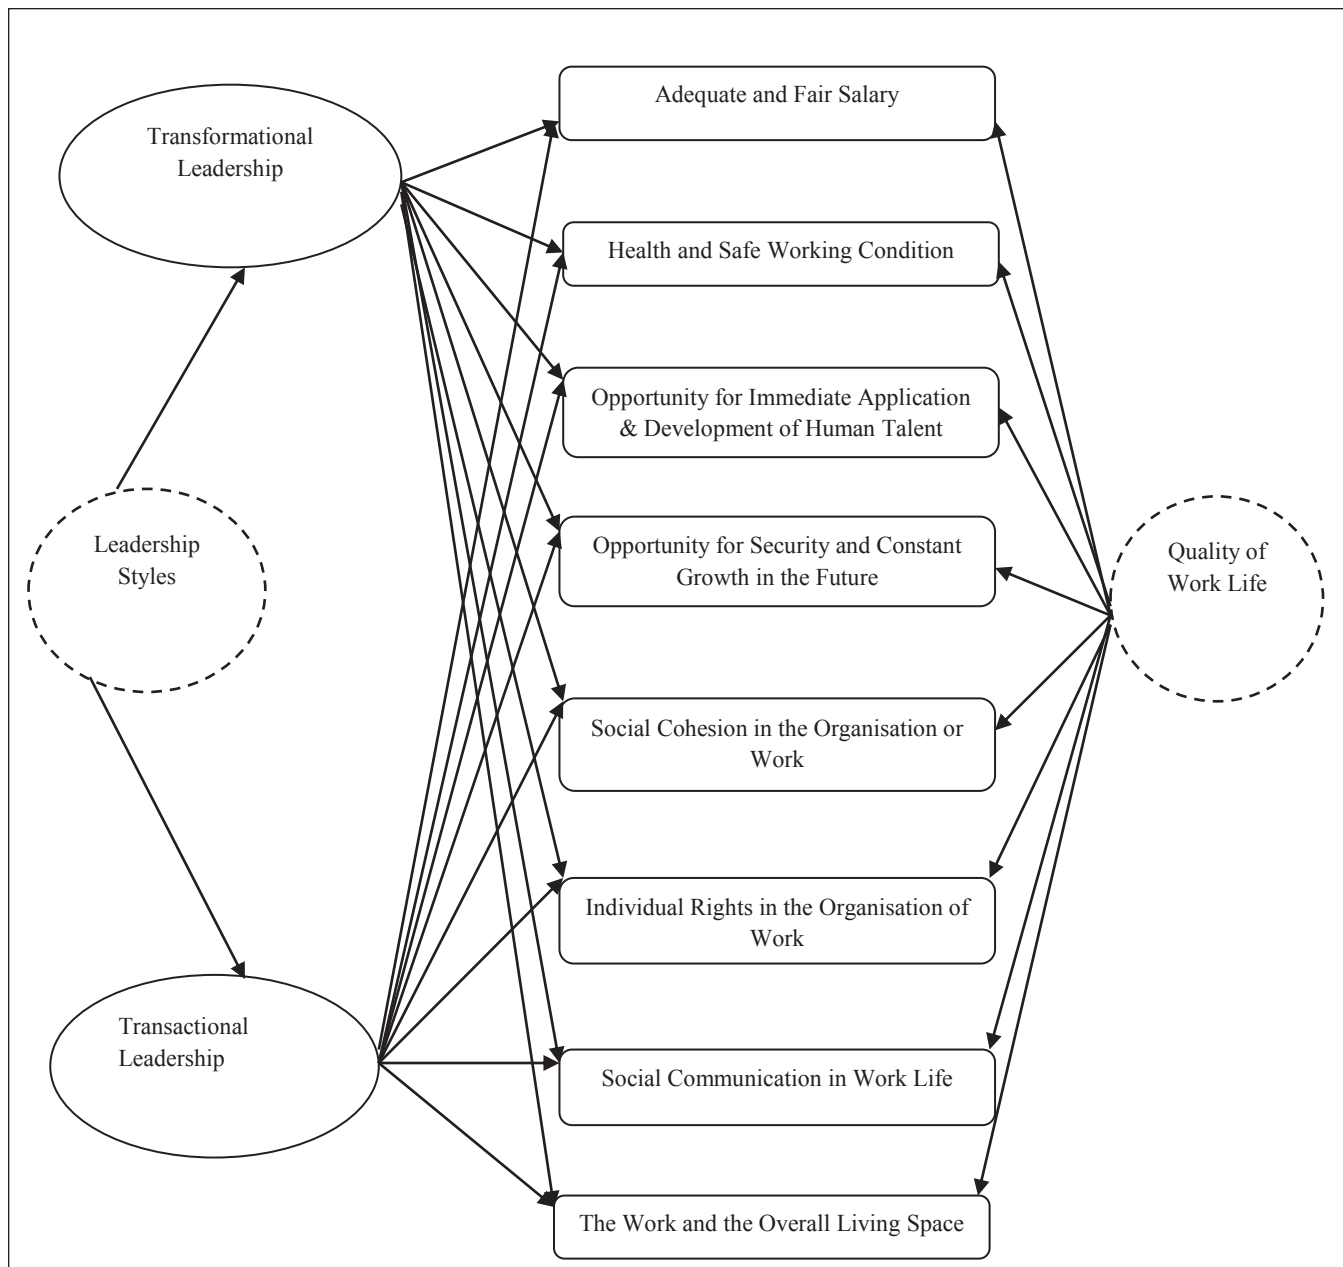 Transformational
Leadership
Leadership
Styles
Transactional
Leadership
Adequate and Fair Salary
Health and Safe Working Condition
Opportunity for Immediate Application
& Development of Human Talent
Opportunity for Security and Constant
Growth in the Future
Social Cohesion in the Organisation or
Work
Individual Rights in the Organisation of
Work
Social Communication in Work Life
The Work and the Overall Living Space
Quality of
Work Life